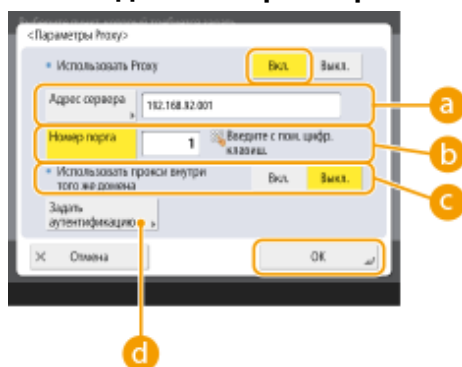 <Параметры Proxy>
Использовать Proxy Вкл. Выкл.
Адрес сервера 192.168.92.001 a
Номер порта 1 Введите с пом. цифр.
клавиш. b
Использовать прокси внутри
того же домена Вкл. Выкл. c
Задать
аутентификацию
× Отмена OK
d